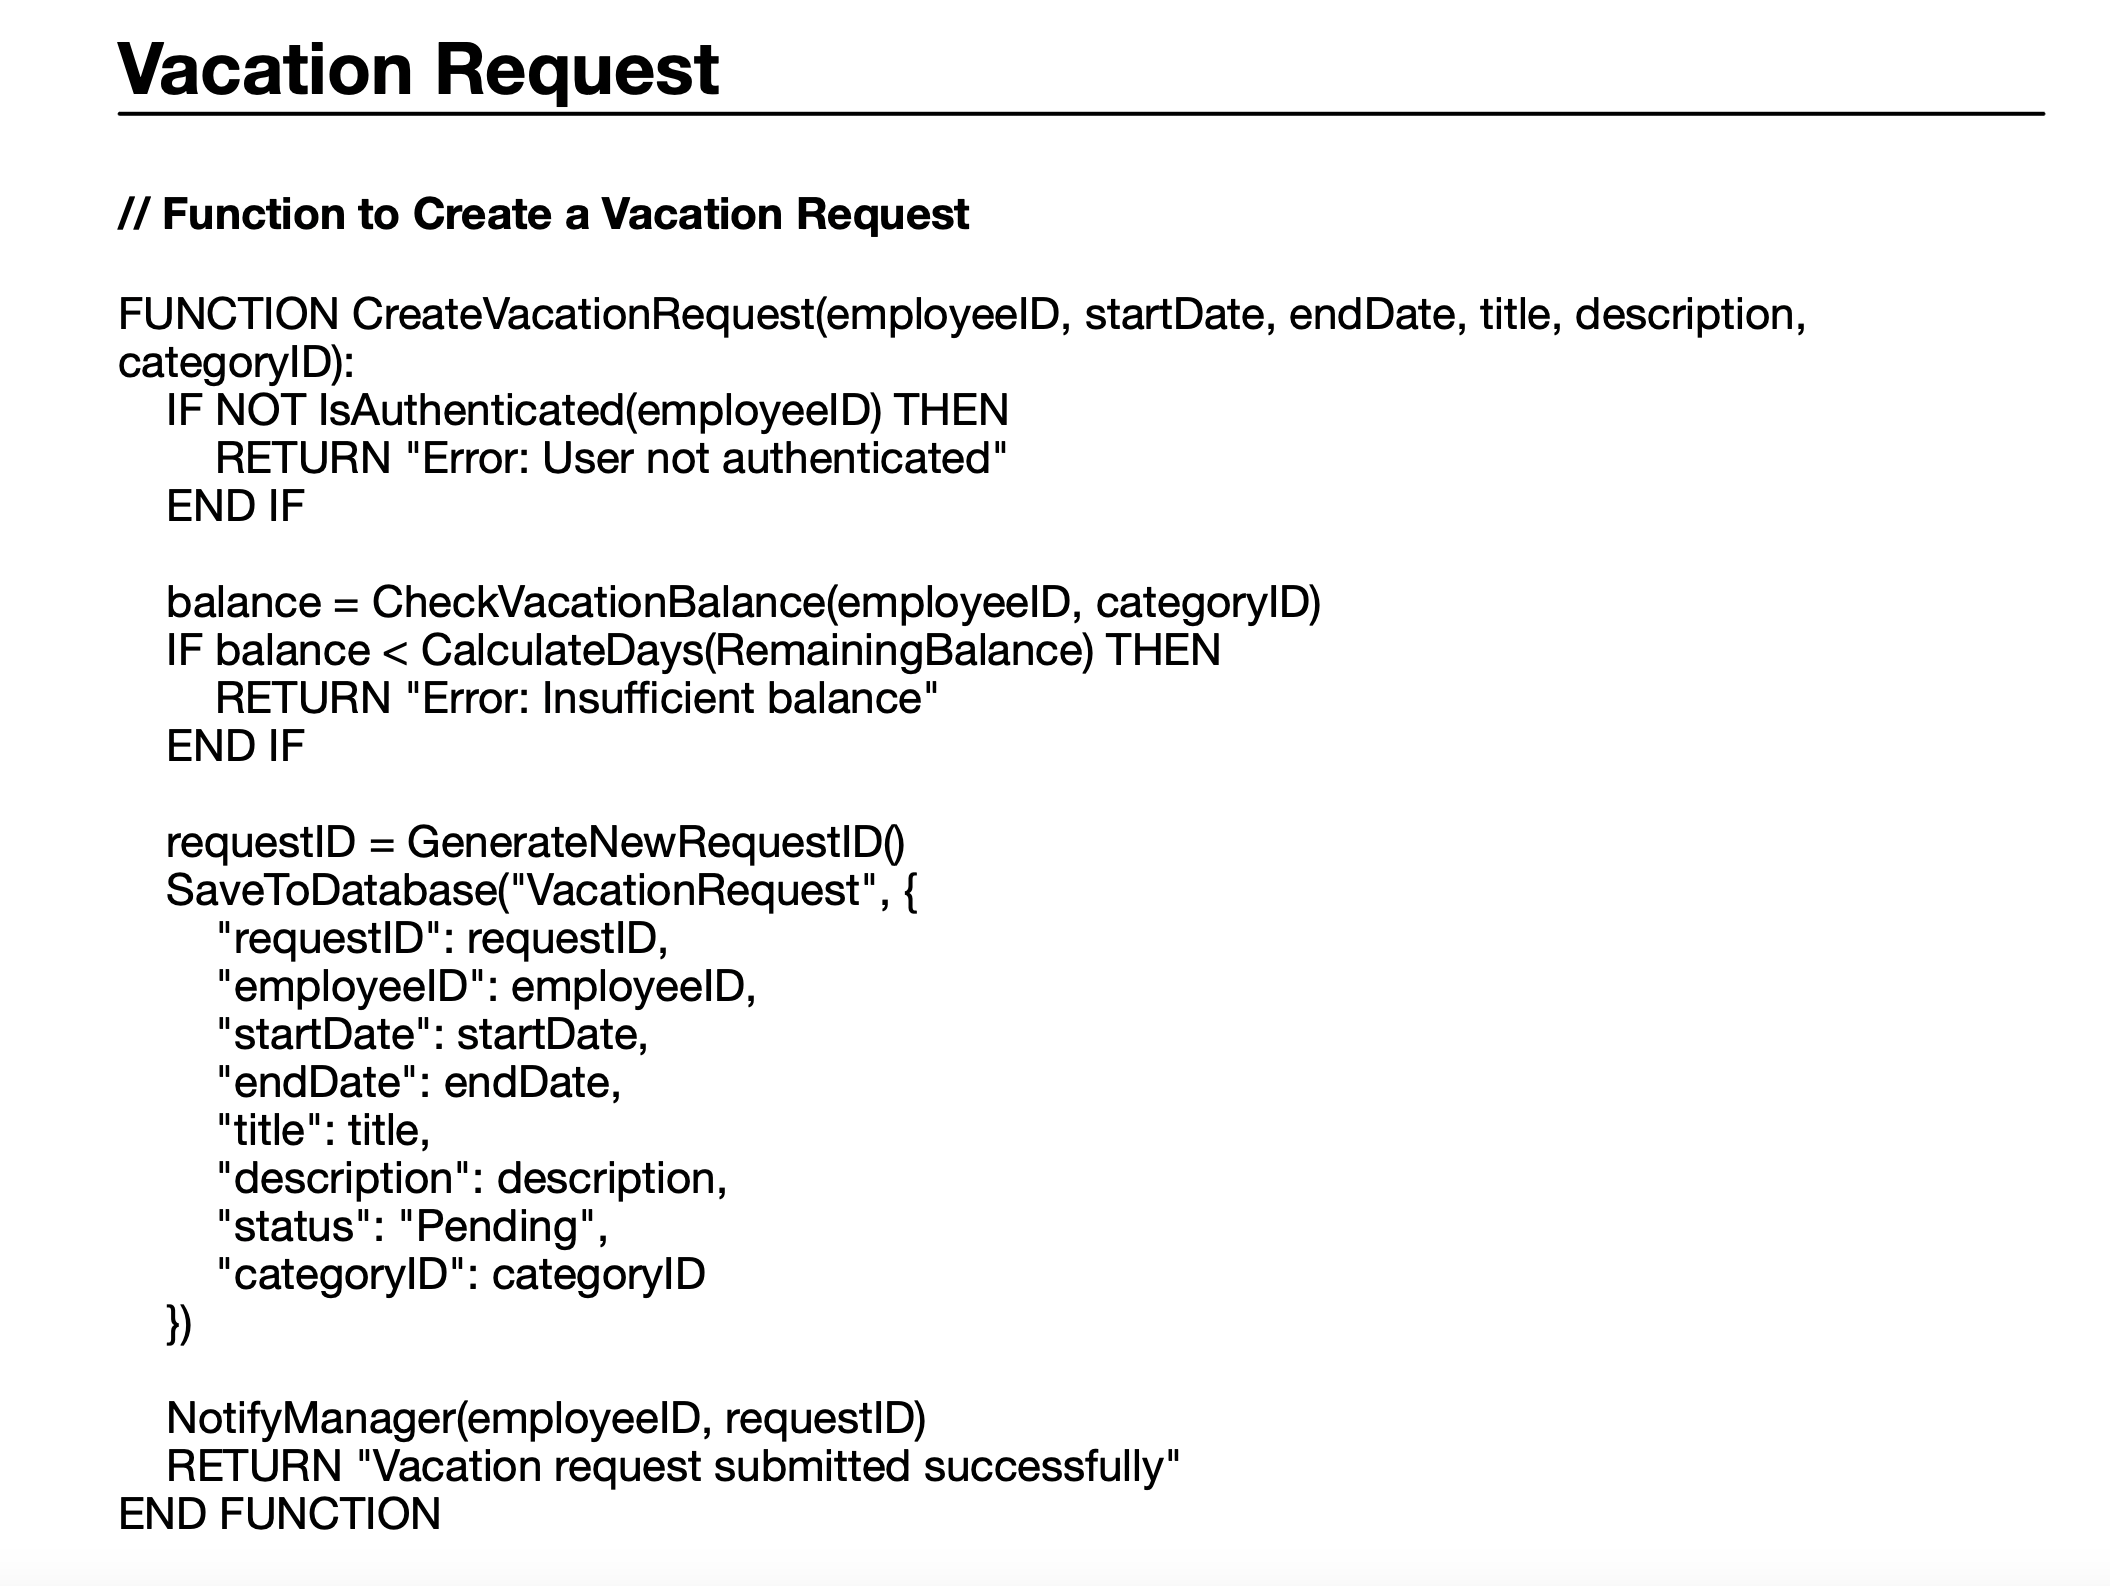 Vacation Request
// Function to Create a Vacation Request
FUNCTION CreateVacationRequest(employeeID, startDate, endDate, title, description,
categoryID):
IF NOT IsAuthenticated(employeeID) THEN
RETURN "Error: User not authenticated"
END IF
balance = CheckVacationBalance(employeeID, categoryID)
IF balance < CalculateDays(RemainingBalance) THEN
RETURN "Error: Insufficient balance"
END IF
requestID = GenerateNewRequestID()
SaveToDatabase("VacationRequest", {
"requestID": requestID,
"employeeID": employeeID,
"startDate": startDate,
"endDate": endDate,
"title": title,
"description": description,
"status": "Pending",
"categoryID": categoryID
})
NotifyManager(employeeID, requestID)
RETURN "Vacation request submitted successfully"
END FUNCTION